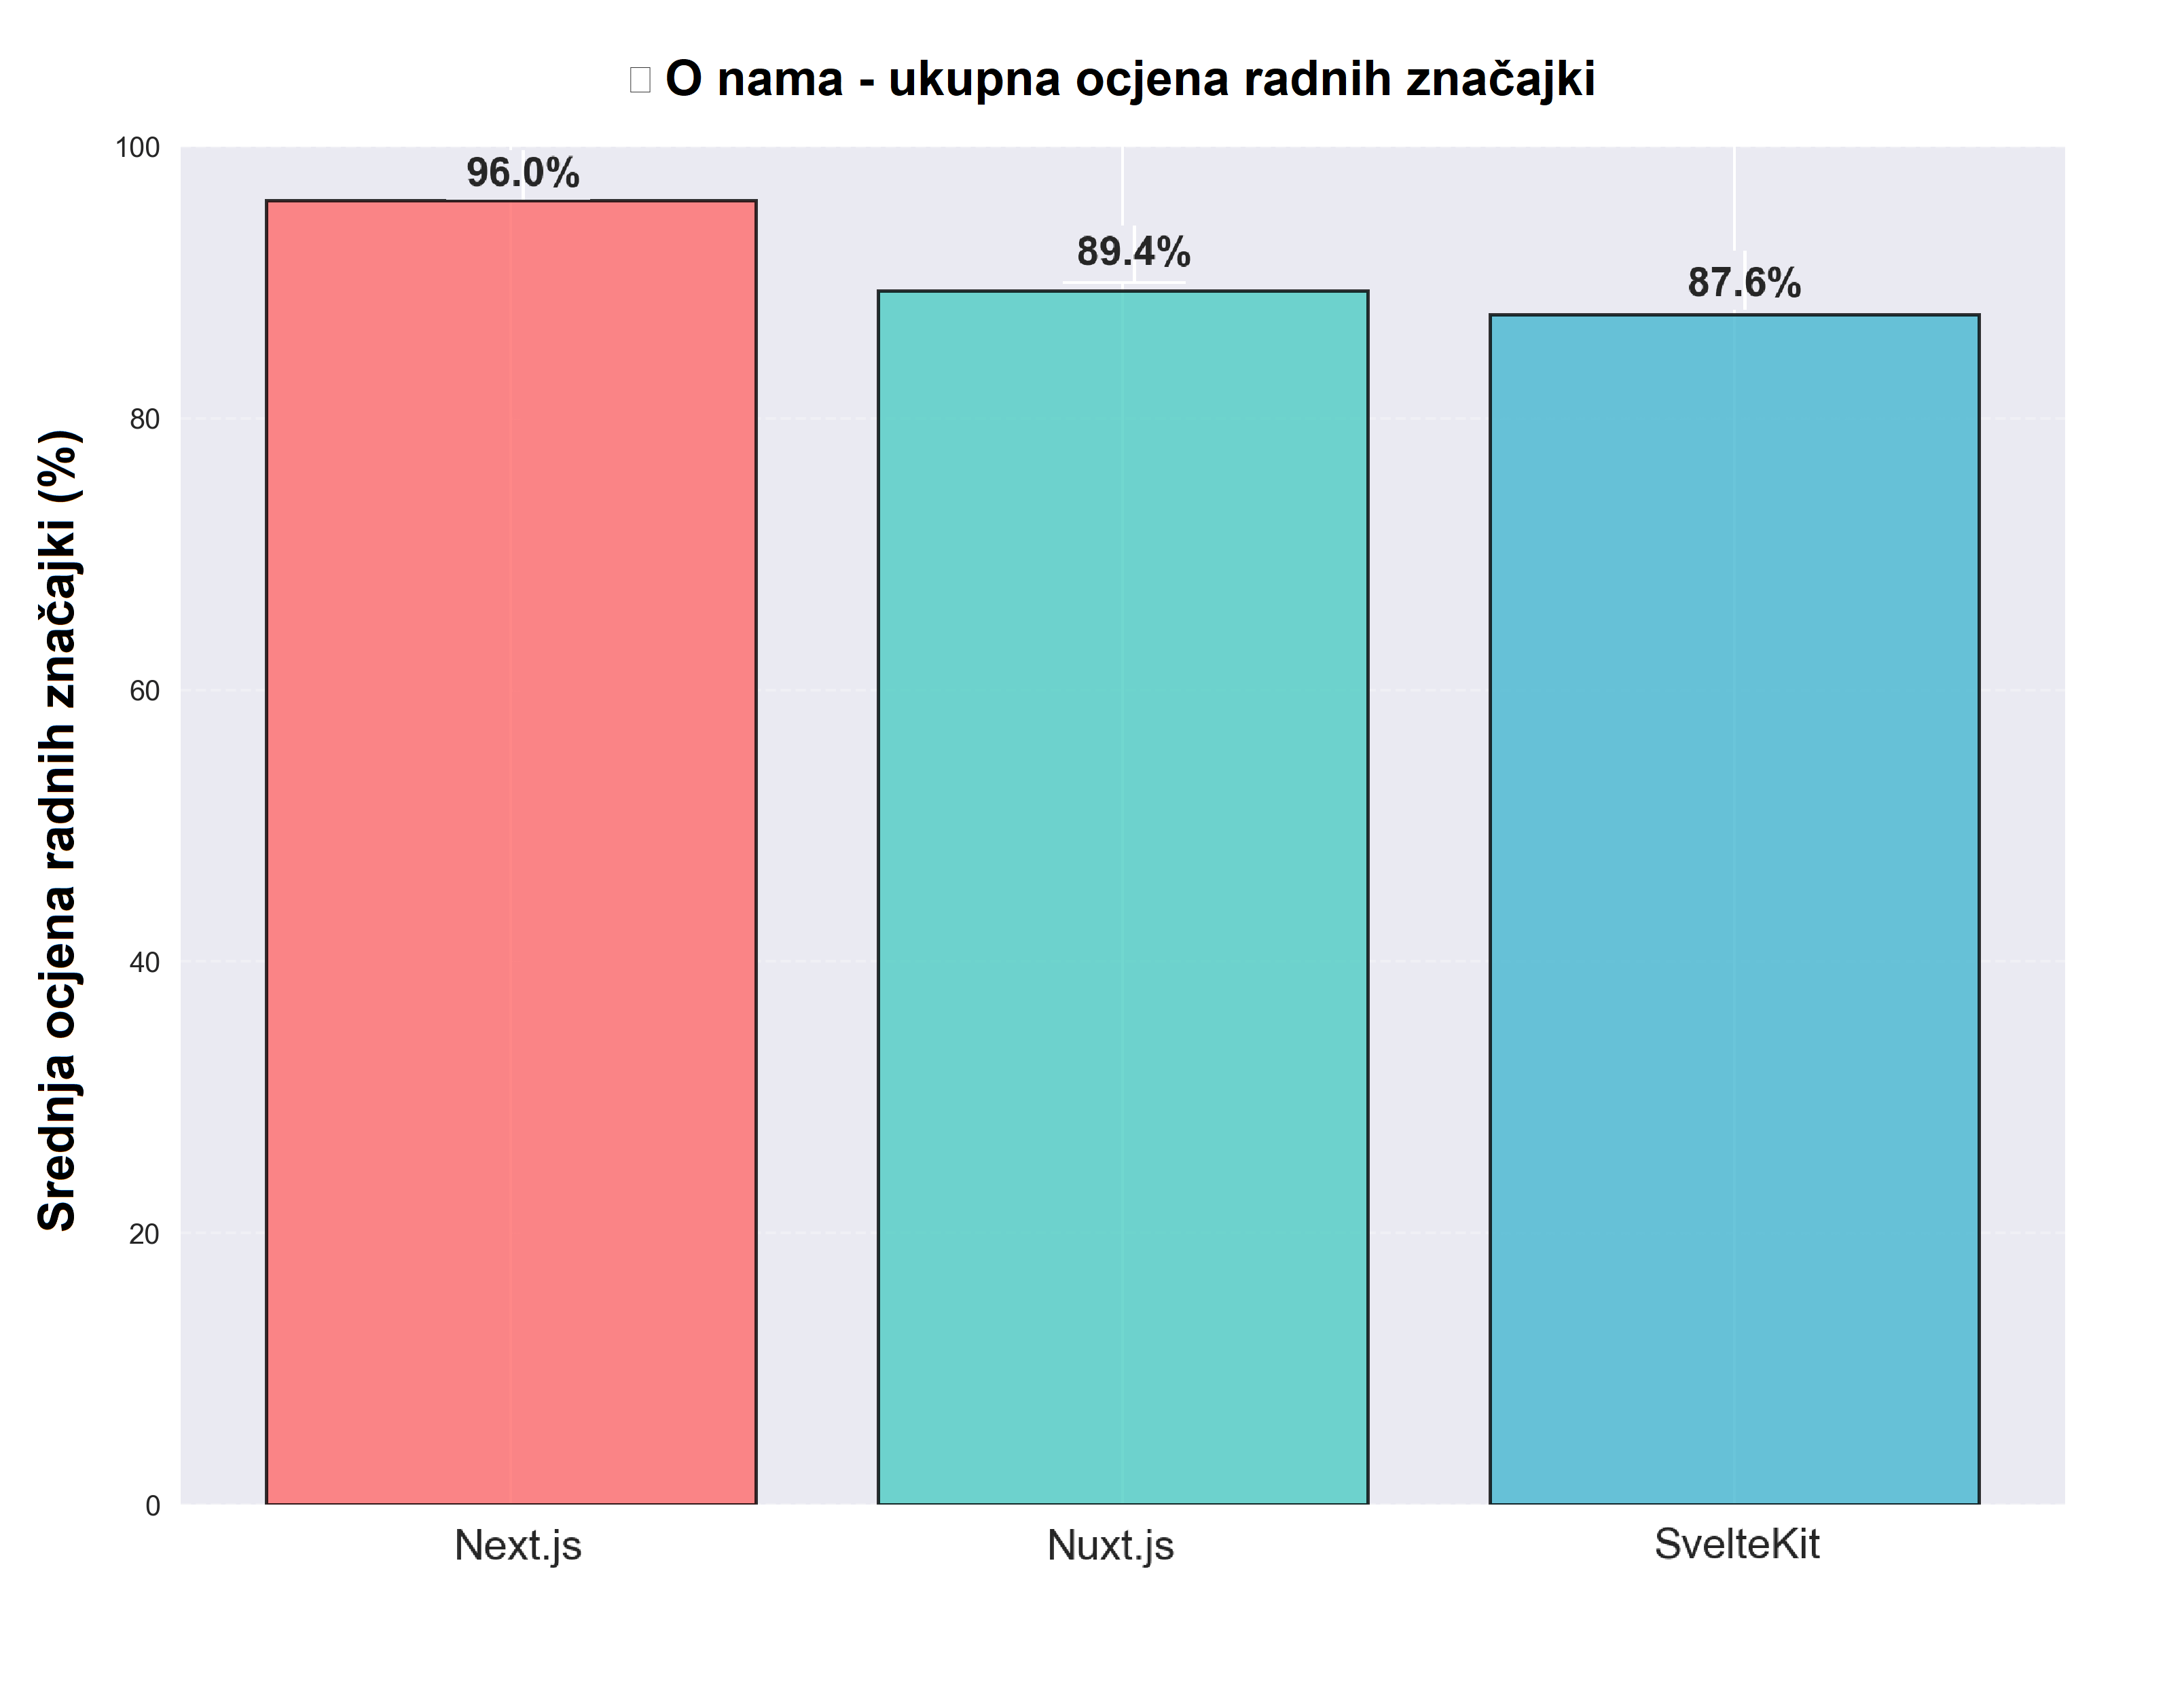 O nama - ukupna ocjena radnih značajki
Srednja ocjena radnih značajki (%)
100
80
60
40
20
0
96.0%
89.4%
87.6%
Next.js
Nuxt.js
SvelteKit